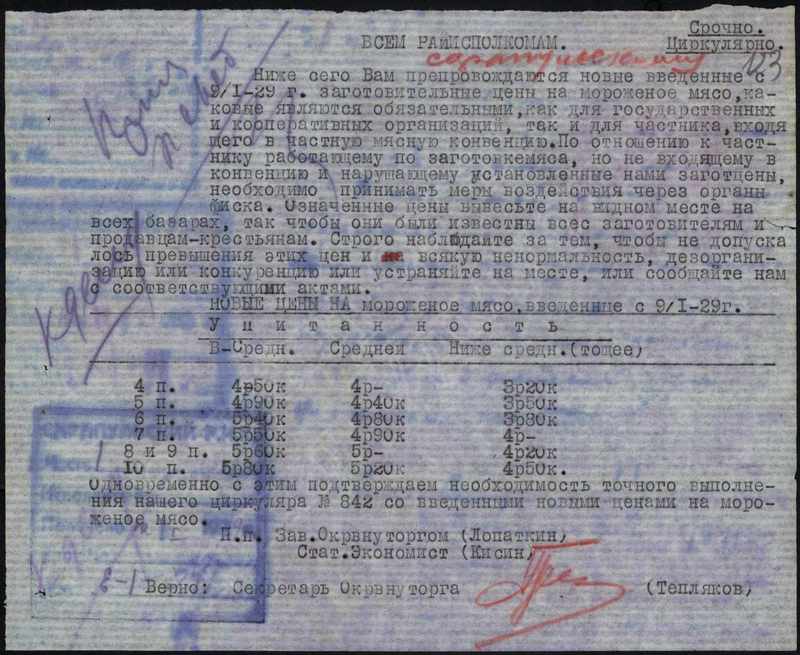 Срочно.
ВСЕМ РАйИСПОЛКОМАМ. Циркулярно.
сарапульскому 123
Ниже сего Вам препровождаются новые введенные с
9/I-29 г. заготовительные цены на мороженое мясо,ка-
ковые являются обязательными,как для государственных
и кооперативных организаций, так и для частника,входя
щего в частную мясную конвенцию.По отношению к част-
нику работающему по заготовкемяса, но не входящему в
конвенцию и нарушающему установленные нами заготцены,
необходимо принимать меры воздействия через органы
фиска. Означенные цены вывесьте на видном месте на
всех базарах, так чтобы они были известны всес заготовителям и
продавцам-крестьянам. Строго наблюдайте за тем, чтобы не допуска
лось превышения этих цен и на всякую ненормальность, дезоргани-
зацию или конкуренцию или устраняйте на месте, или сообщайте нам
с соответствующими актами.
НОВЫЕ ЦЕНЫ НА мороженое мясо,введенные с 9/I-29г.
У п и т а н н о с т ь
В-Средн. Средней Ниже средн.(тощее)
4 п. 4р50к 4р- 3р20к
5 п. 4р90к 4р40к 3р50к
6 п. 5р40к 4р80к 3р80к
7 п. 5р50к 4р90к 4р-
8 и 9 п. 5р60к 5р- 4р20к
10 п. 5р80к 5р20к 4р50к.
Одновременно с этим подтверждаем необходимость точного выполне-
ния нашего циркуляра № 842 со введенными новыми ценами на моро-
женое мясо.
П.п. Зав.Окрвнуторгом (Лопаткин)
Стат.Экономист (Кисин)
Е-1 Верно: Секретарь Окрвнуторга (Тепляков)